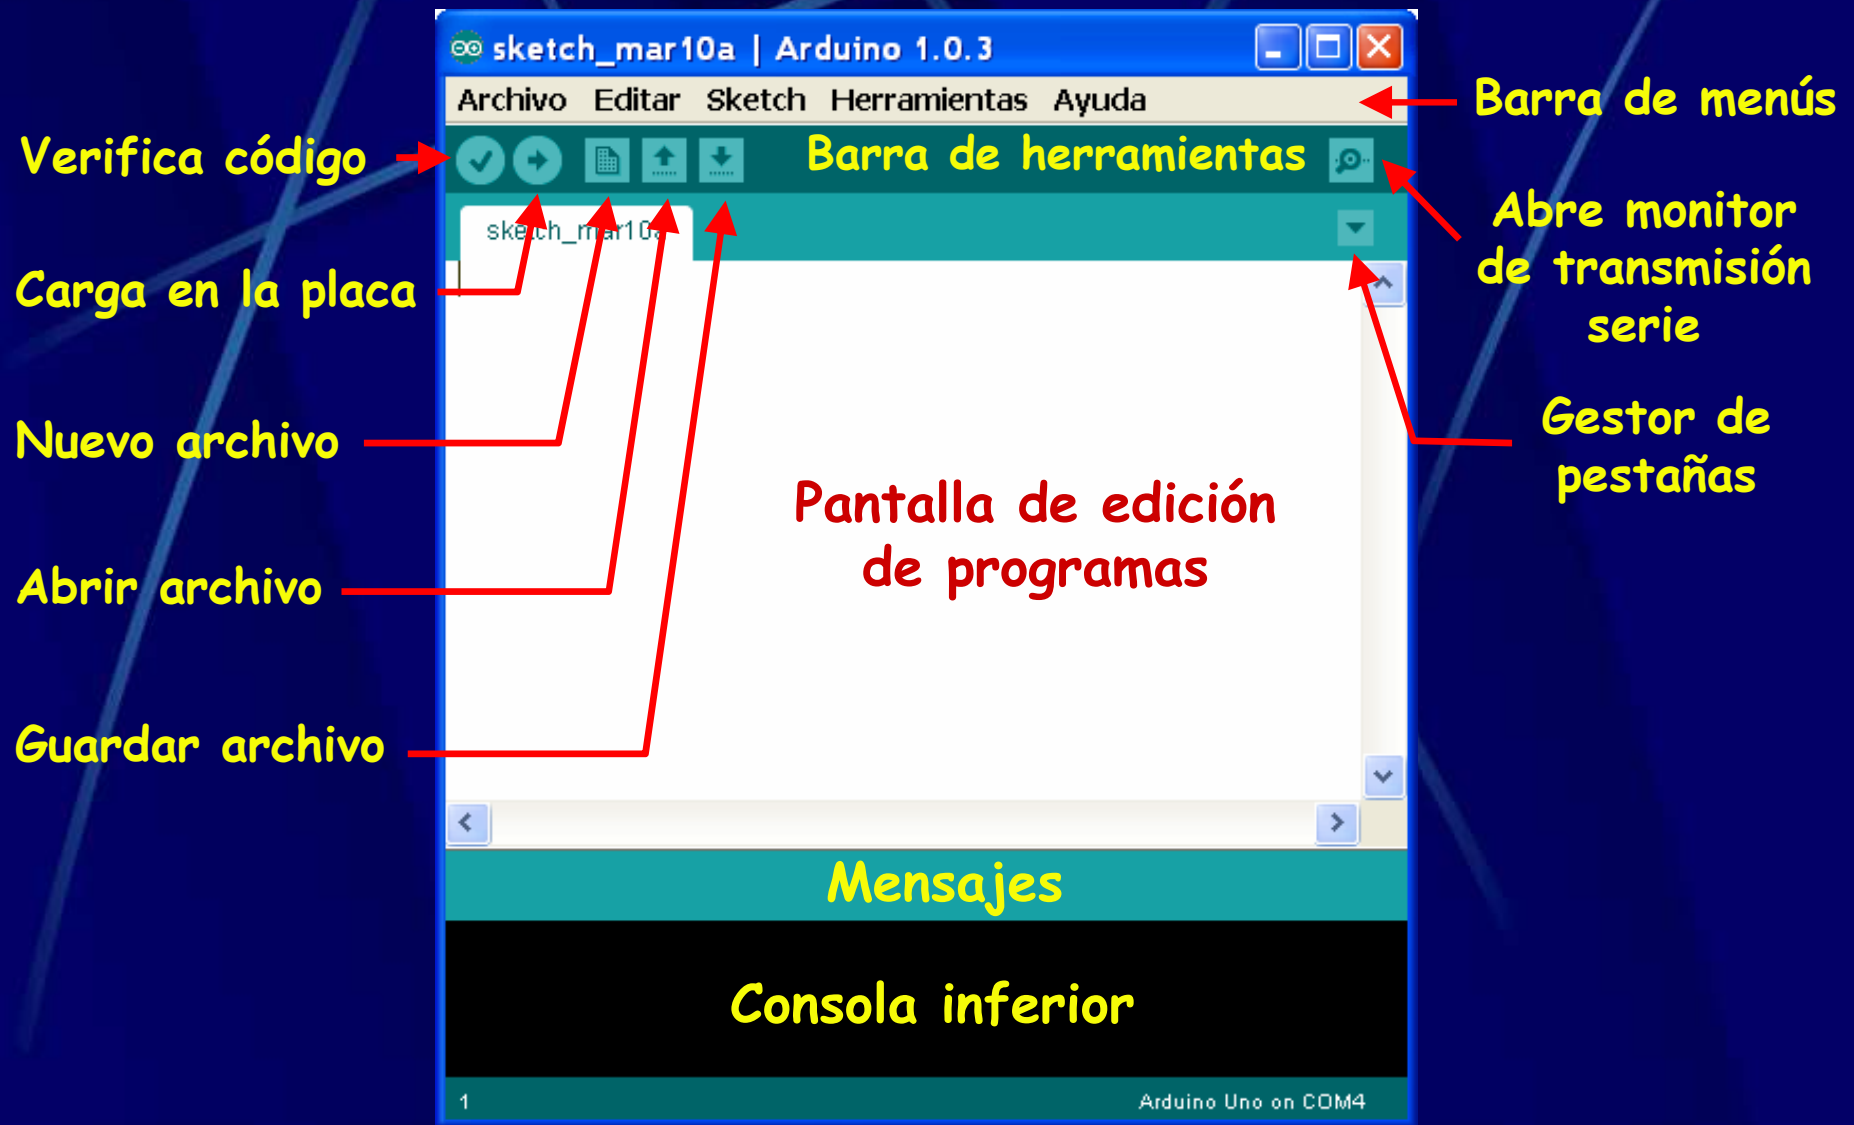 sketch_mar10a | Arduino 1.0.3
Archivo Editar Sketch Herramientas Ayuda
Barra de menús
Verifica código
Barra de herramientas
Abre monitor
de transmisión
serie
sketch_mar10a
Carga en la placa
Gestor de
pestañas
Nuevo archivo
Pantalla de edición
de programas
Abrir archivo
Guardar archivo
Mensajes
Consola inferior
1
Arduino Uno on COM4